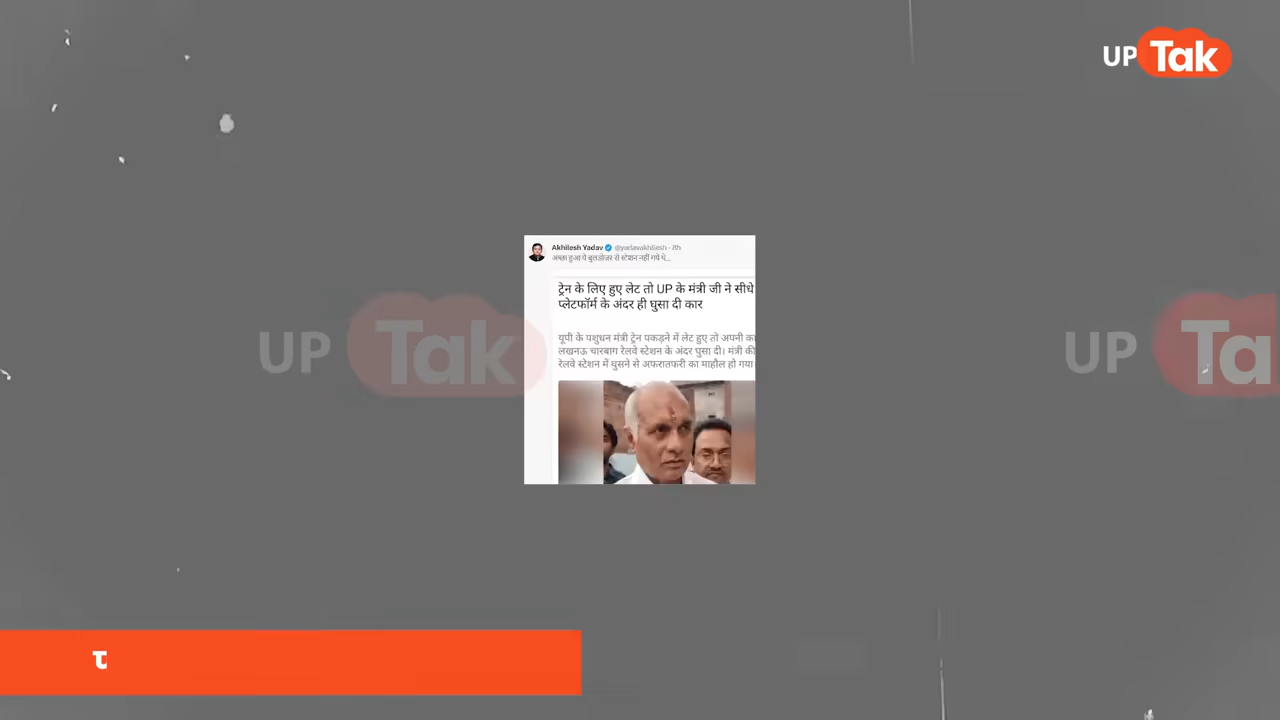 UP Tak
Akhilesh Yadav @yadavakhilesh · 7h
अच्छा हुआ ये बुलडोज़र से स्टेशन नहीं गये थे...
ट्रेन के लिए हुए लेट तो UP के मंत्री जी ने सीधे
प्लेटफॉर्म के अंदर ही घुसा दी कार
यूपी के पशुधन मंत्री ट्रेन पकड़ने में लेट हुए तो अपनी
लखनऊ चारबाग रेलवे स्टेशन के अंदर घुसा दी। मंत्री की
रेलवे स्टेशन में घुसने से अफरातफरी का माहौल हो गया
UP Tak
UP Ta